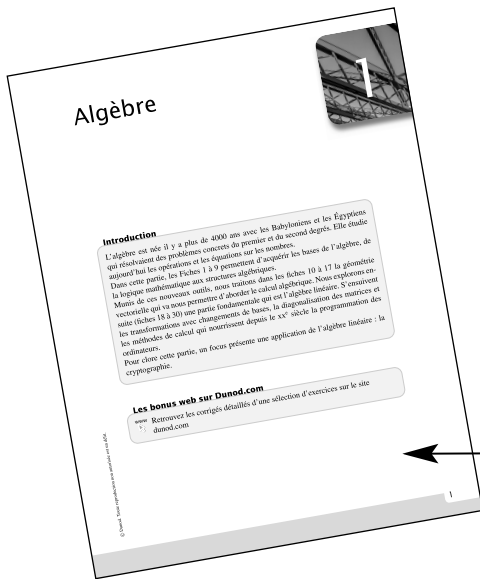 1
Algèbre
Introduction
L'algèbre est née il y a plus de 4000 ans avec les Babyloniens et les Égyptiens
qui résolvaient des problèmes concrets du premier et du second degrés. Elle étudie
aujourd'hui les opérations et les équations sur les nombres.
Dans cette partie, les Fiches 1 à 9 permettent d'acquérir les bases de l'algèbre, de
la logique mathématique aux structures algébriques.
Munis de ces nouveaux outils, nous traitons dans les fiches 10 à 17 la géométrie
vectorielle qui va nous permettre d'aborder le calcul algébrique. Nous explorons en-
suite (fiches 18 à 30) une partie fondamentale qui est l'algèbre linéaire. S'ensuivent
les transformations avec changements de bases, la diagonalisation des matrices et
les méthodes de calcul qui nourrissent depuis le XXe siècle la programmation des
ordinateurs.
Pour clore cette partie, un focus présente une application de l'algèbre linéaire : la
cryptographie.
Les bonus web sur Dunod.com
Retrouvez les corrigés détaillés d'une sélection d'exercices sur le site
dunod.com
© Dunod. Toute reproduction non autorisée est un délit.
1